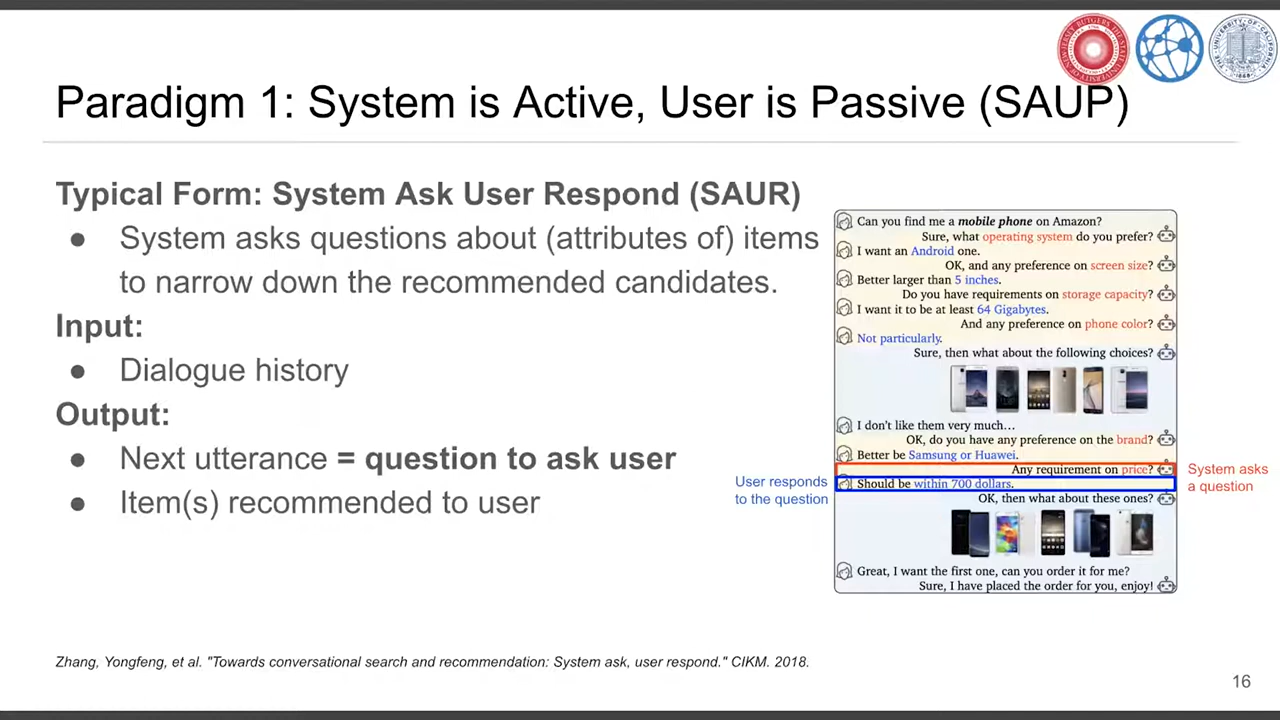 Paradigm 1: System is Active, User is Passive (SAUP)
Typical Form: System Ask User Respond (SAUR)
● System asks questions about (attributes of) items
to narrow down the recommended candidates.
Input:
● Dialogue history
Output:
● Next utterance = question to ask user
● Item(s) recommended to user
Can you find me a mobile phone on Amazon?
Sure, what operating system do you prefer?
I want an Android one.
OK, and any preference on screen size?
Better larger than 5 inches.
Do you have requirements on storage capacity?
I want it to be at least 64 Gigabytes.
And any preference on phone color?
Not particularly.
Sure, then what about the following choices?
I don't like them very much...
OK, do you have any preference on the brand?
Better be Samsung or Huawei.
Any requirement on price?
Should be within 700 dollars.
OK, then what about these ones?
Great, I want the first one, can you order it for me?
Sure, I have placed the order for you, enjoy!
User responds
to the question
System asks
a question
Zhang, Yongfeng, et al. "Towards conversational search and recommendation: System ask, user respond." CIKM. 2018.
16